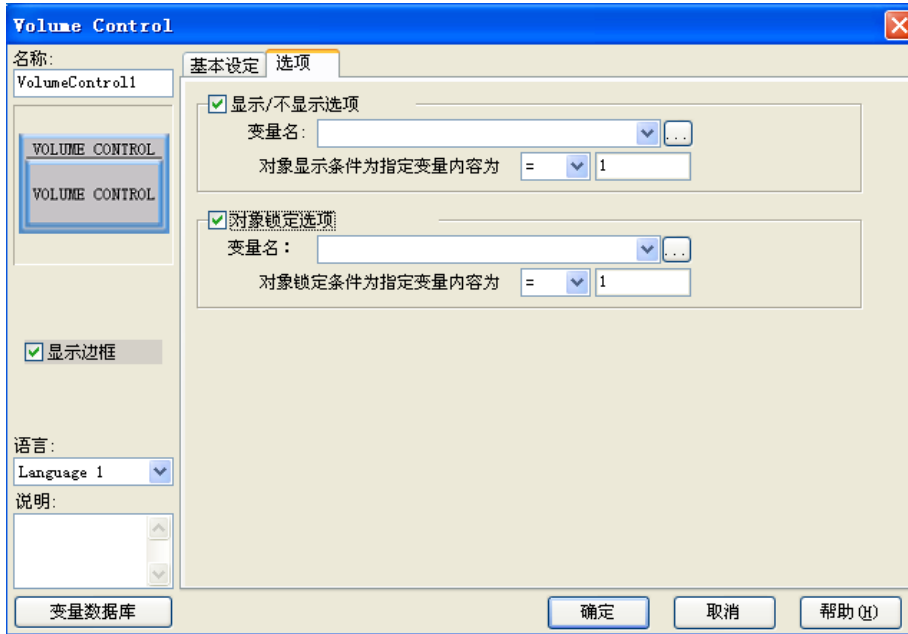 Volume Control
名称:
VolumeControl1
VOLUME CONTROL
VOLUME CONTROL
显示边框
语言:
Language 1
说明:
变量数据库
基本设定 选项
显示/不显示选项
变量名:
...
对象显示条件为指定变量内容为 = 1
对象锁定选项
变量名：
...
对象锁定条件为指定变量内容为 = 1
确定 取消 帮助(H)